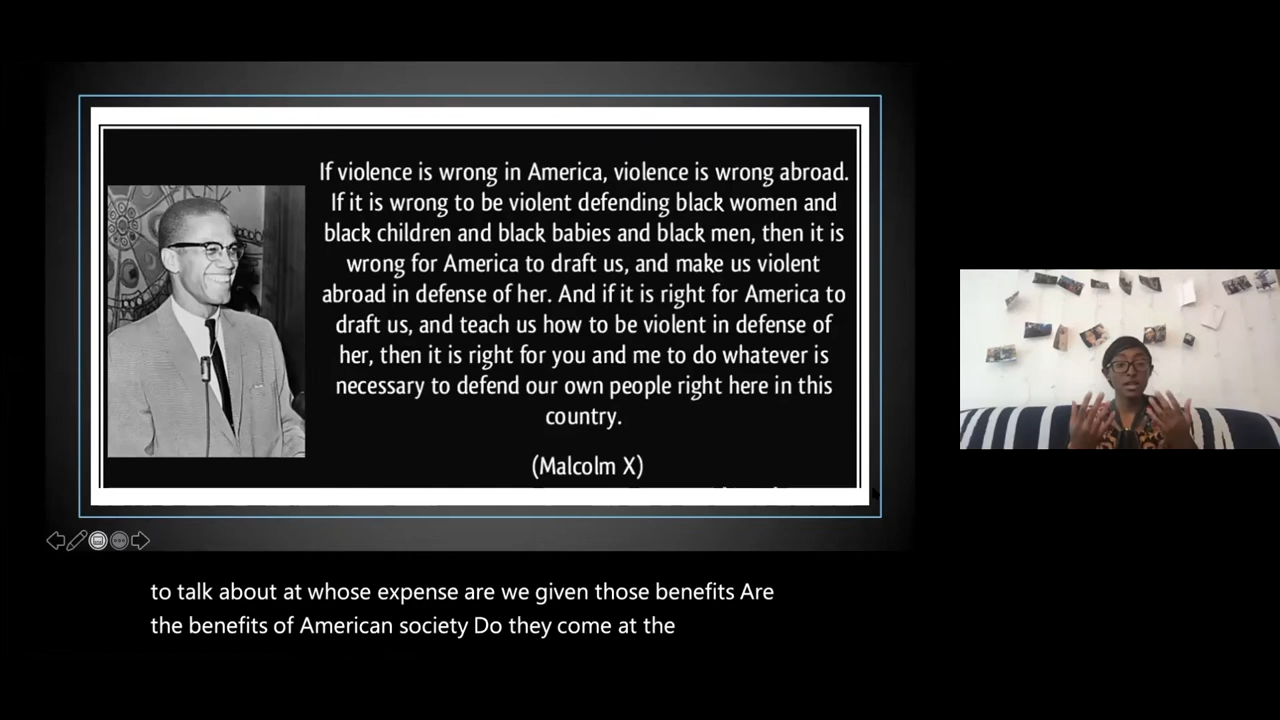 If violence is wrong in America, violence is wrong abroad.
If it is wrong to be violent defending black women and
black children and black babies and black men, then it is
wrong for America to draft us, and make us violent
abroad in defense of her. And if it is right for America to
draft us, and teach us how to be violent in defense of
her, then it is right for you and me to do whatever is
necessary to defend our own people right here in this
country.
(Malcolm X)
to talk about at whose expense are we given those benefits Are
the benefits of American society Do they come at the